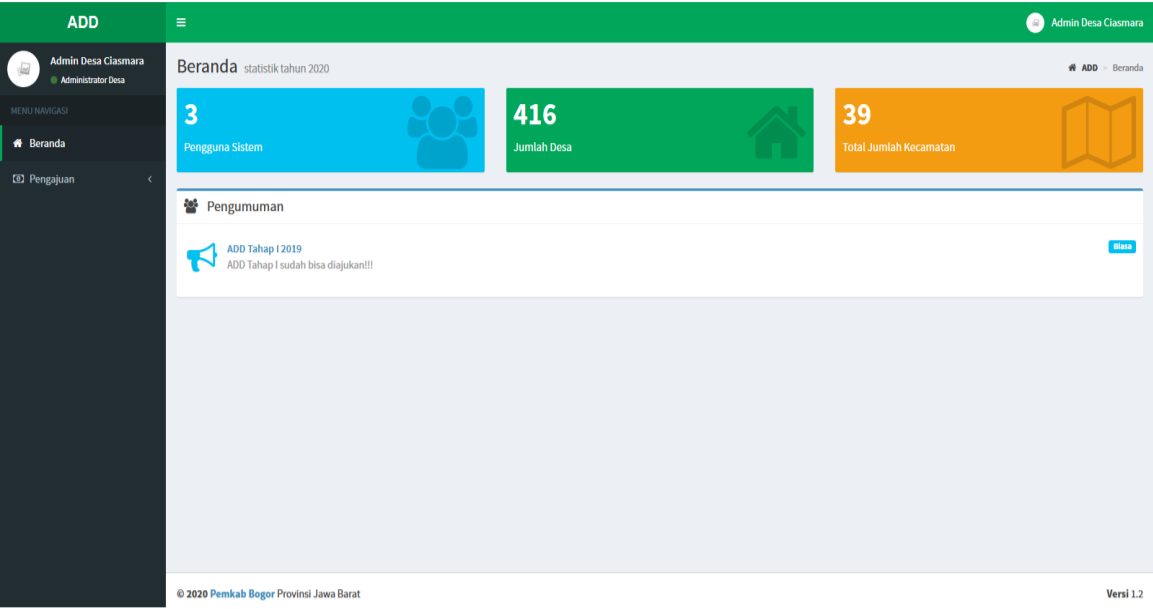 ADD
Admin Desa Ciasmara
Admin Desa Ciasmara
Administrator Desa
MENU NAVIGASI
Beranda
Pengajuan
Beranda statistik tahun 2020
ADD > Beranda
3
Pengguna Sistem
416
Jumlah Desa
39
Total Jumlah Kecamatan
Pengumuman
ADD Tahap I 2019
Biasa
ADD Tahap I sudah bisa diajukan!!!
© 2020 Pemkab Bogor Provinsi Jawa Barat
Versi 1.2